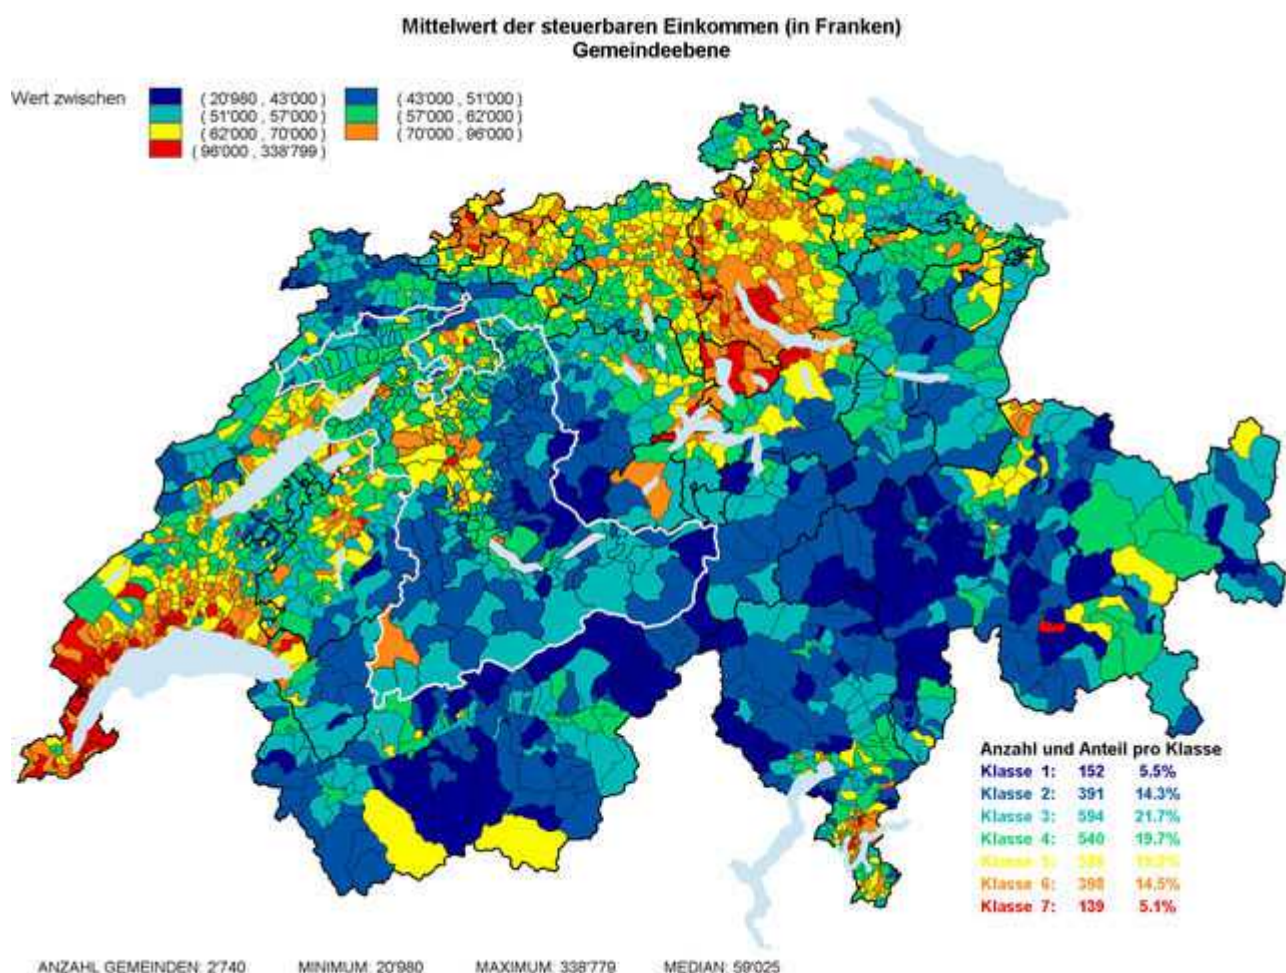 Mittelwert der steuerbaren Einkommen (in Franken)
Gemeindeebene
Wert zwischen
( 20'980 , 43'000 ) ( 43'000 , 51'000 )
( 51'000 , 57'000 ) ( 57'000 , 62'000 )
( 62'000 , 70'000 ) ( 70'000 , 96'000 )
( 96'000 , 338'799 )
Anzahl und Anteil pro Klasse
Klasse 1: 152 5.5%
Klasse 2: 391 14.3%
Klasse 3: 594 21.7%
Klasse 4: 540 19.7%
Klasse 5:
Klasse 6: 398 14.5%
Klasse 7: 139 5.1%
ANZAHL GEMEINDEN: 2'740 MINIMUM: 20'980 MAXIMUM: 338'779 MEDIAN: 59'025